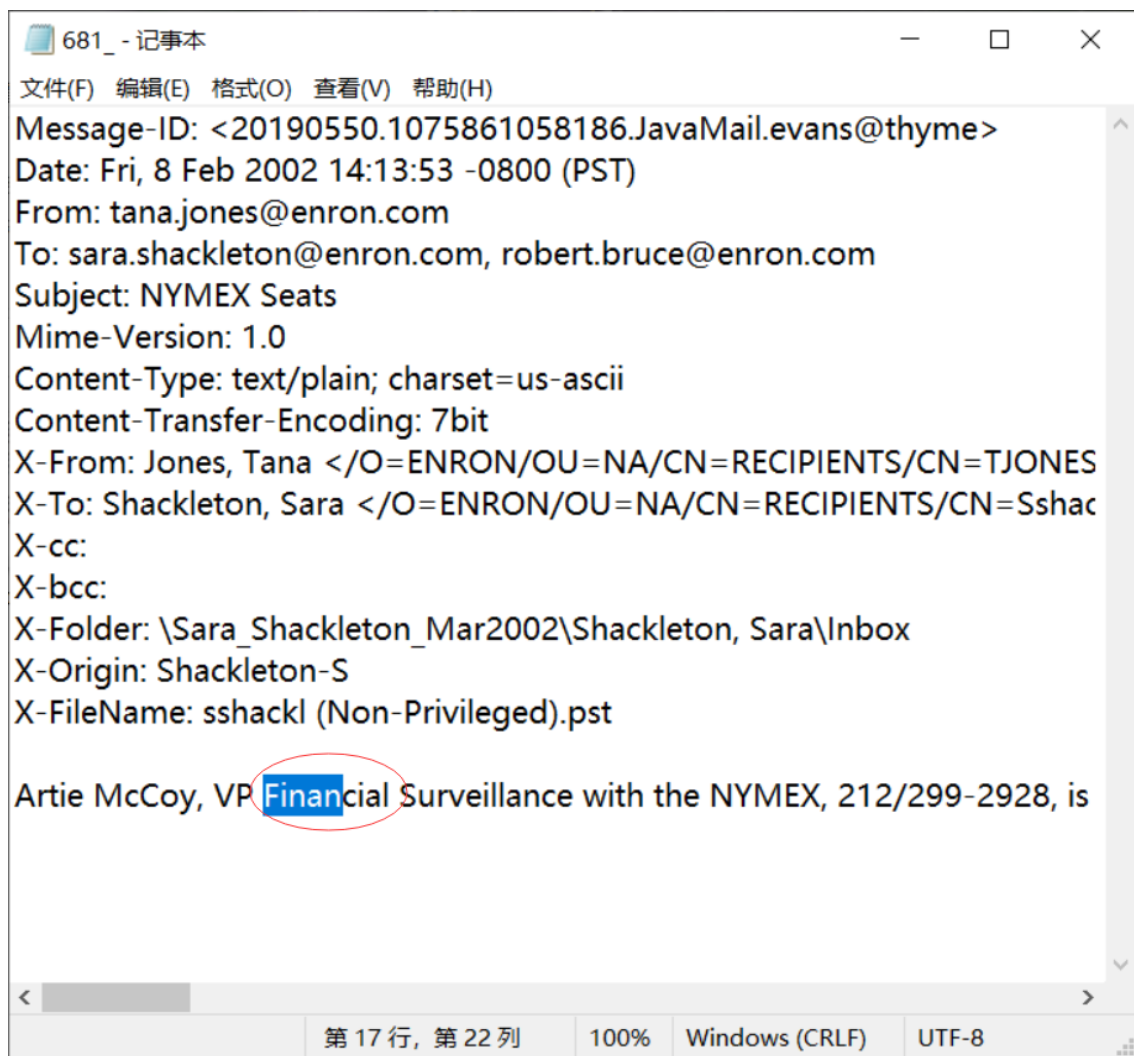 681_ - 记事本
文件(F) 编辑(E) 格式(O) 查看(V) 帮助(H)
Message-ID: <20190550.1075861058186.JavaMail.evans@thyme>
Date: Fri, 8 Feb 2002 14:13:53 -0800 (PST)
From: tana.jones@enron.com
To: sara.shackleton@enron.com, robert.bruce@enron.com
Subject: NYMEX Seats
Mime-Version: 1.0
Content-Type: text/plain; charset=us-ascii
Content-Transfer-Encoding: 7bit
X-From: Jones, Tana </O=ENRON/OU=NA/CN=RECIPIENTS/CN=TJONES
X-To: Shackleton, Sara </O=ENRON/OU=NA/CN=RECIPIENTS/CN=Sshac
X-cc:
X-bcc:
X-Folder: \Sara_Shackleton_Mar2002\Shackleton, Sara\Inbox
X-Origin: Shackleton-S
X-FileName: sshackl (Non-Privileged).pst
Artie McCoy, VP Financial Surveillance with the NYMEX, 212/299-2928, is
第 17 行，第 22 列 100% Windows (CRLF) UTF-8